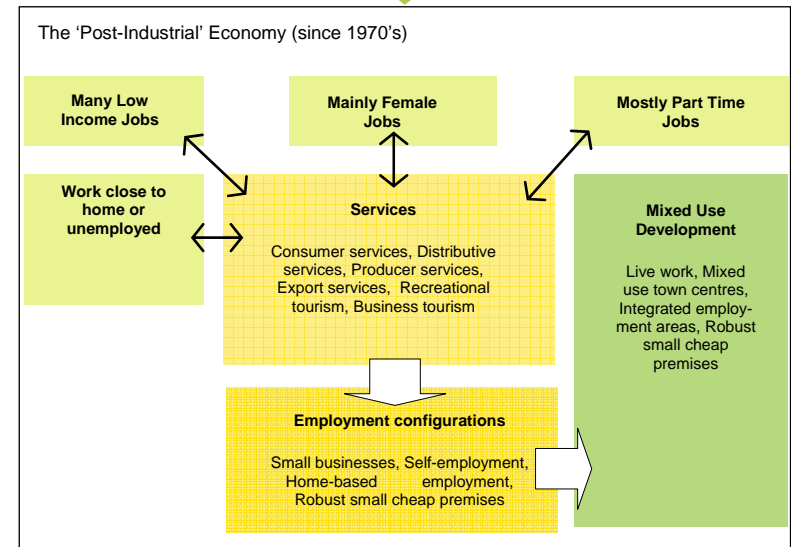 The ‘Post-Industrial’ Economy (since 1970’s)
Many Low
Income Jobs
Mainly Female
Jobs
Mostly Part Time
Jobs
Work close to
home or
unemployed
Services
Consumer services, Distributive
services, Producer services,
Export services, Recreational
tourism, Business tourism
Mixed Use
Development
Live work, Mixed
use town centres,
Integrated employ-
ment areas, Robust
small cheap
premises
Employment configurations
Small businesses, Self-employment,
Home-based employment,
Robust small cheap premises